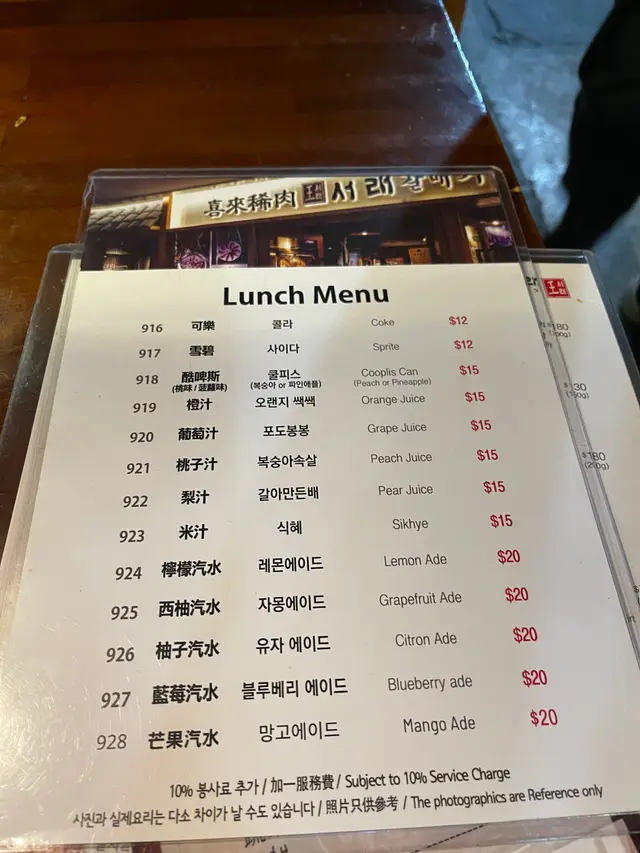 喜來稀肉 서래 서래갈매기
Lunch Menu
916 可樂 콜라 Coke $12
917 雪碧 사이다 Sprite $12
918 酷啤斯 쿨피스 Cooplis Can $15
(桃味 / 菠蘿味) (복숭아 or 파인애플) (Peach or Pineapple)
919 橙汁 오랜지 쌕쌕 Orange Juice $15
920 葡萄汁 포도봉봉 Grape Juice $15
921 桃子汁 복숭아속살 Peach Juice $15
922 梨汁 갈아만든배 Pear Juice $15
923 米汁 식혜 Sikhye $15
924 檸檬汽水 레몬에이드 Lemon Ade $20
925 西柚汽水 자몽에이드 Grapefruit Ade $20
926 柚子汽水 유자 에이드 Citron Ade $20
927 藍莓汽水 블루베리 에이드 Blueberry ade $20
928 芒果汽水 망고에이드 Mango Ade $20
10% 봉사료 추가 / 加一服務費 / Subject to 10% Service Charge
사진과 실제요리는 다소 차이가 날 수도 있습니다 / 照片只供參考 / The photographics are Reference only
$180